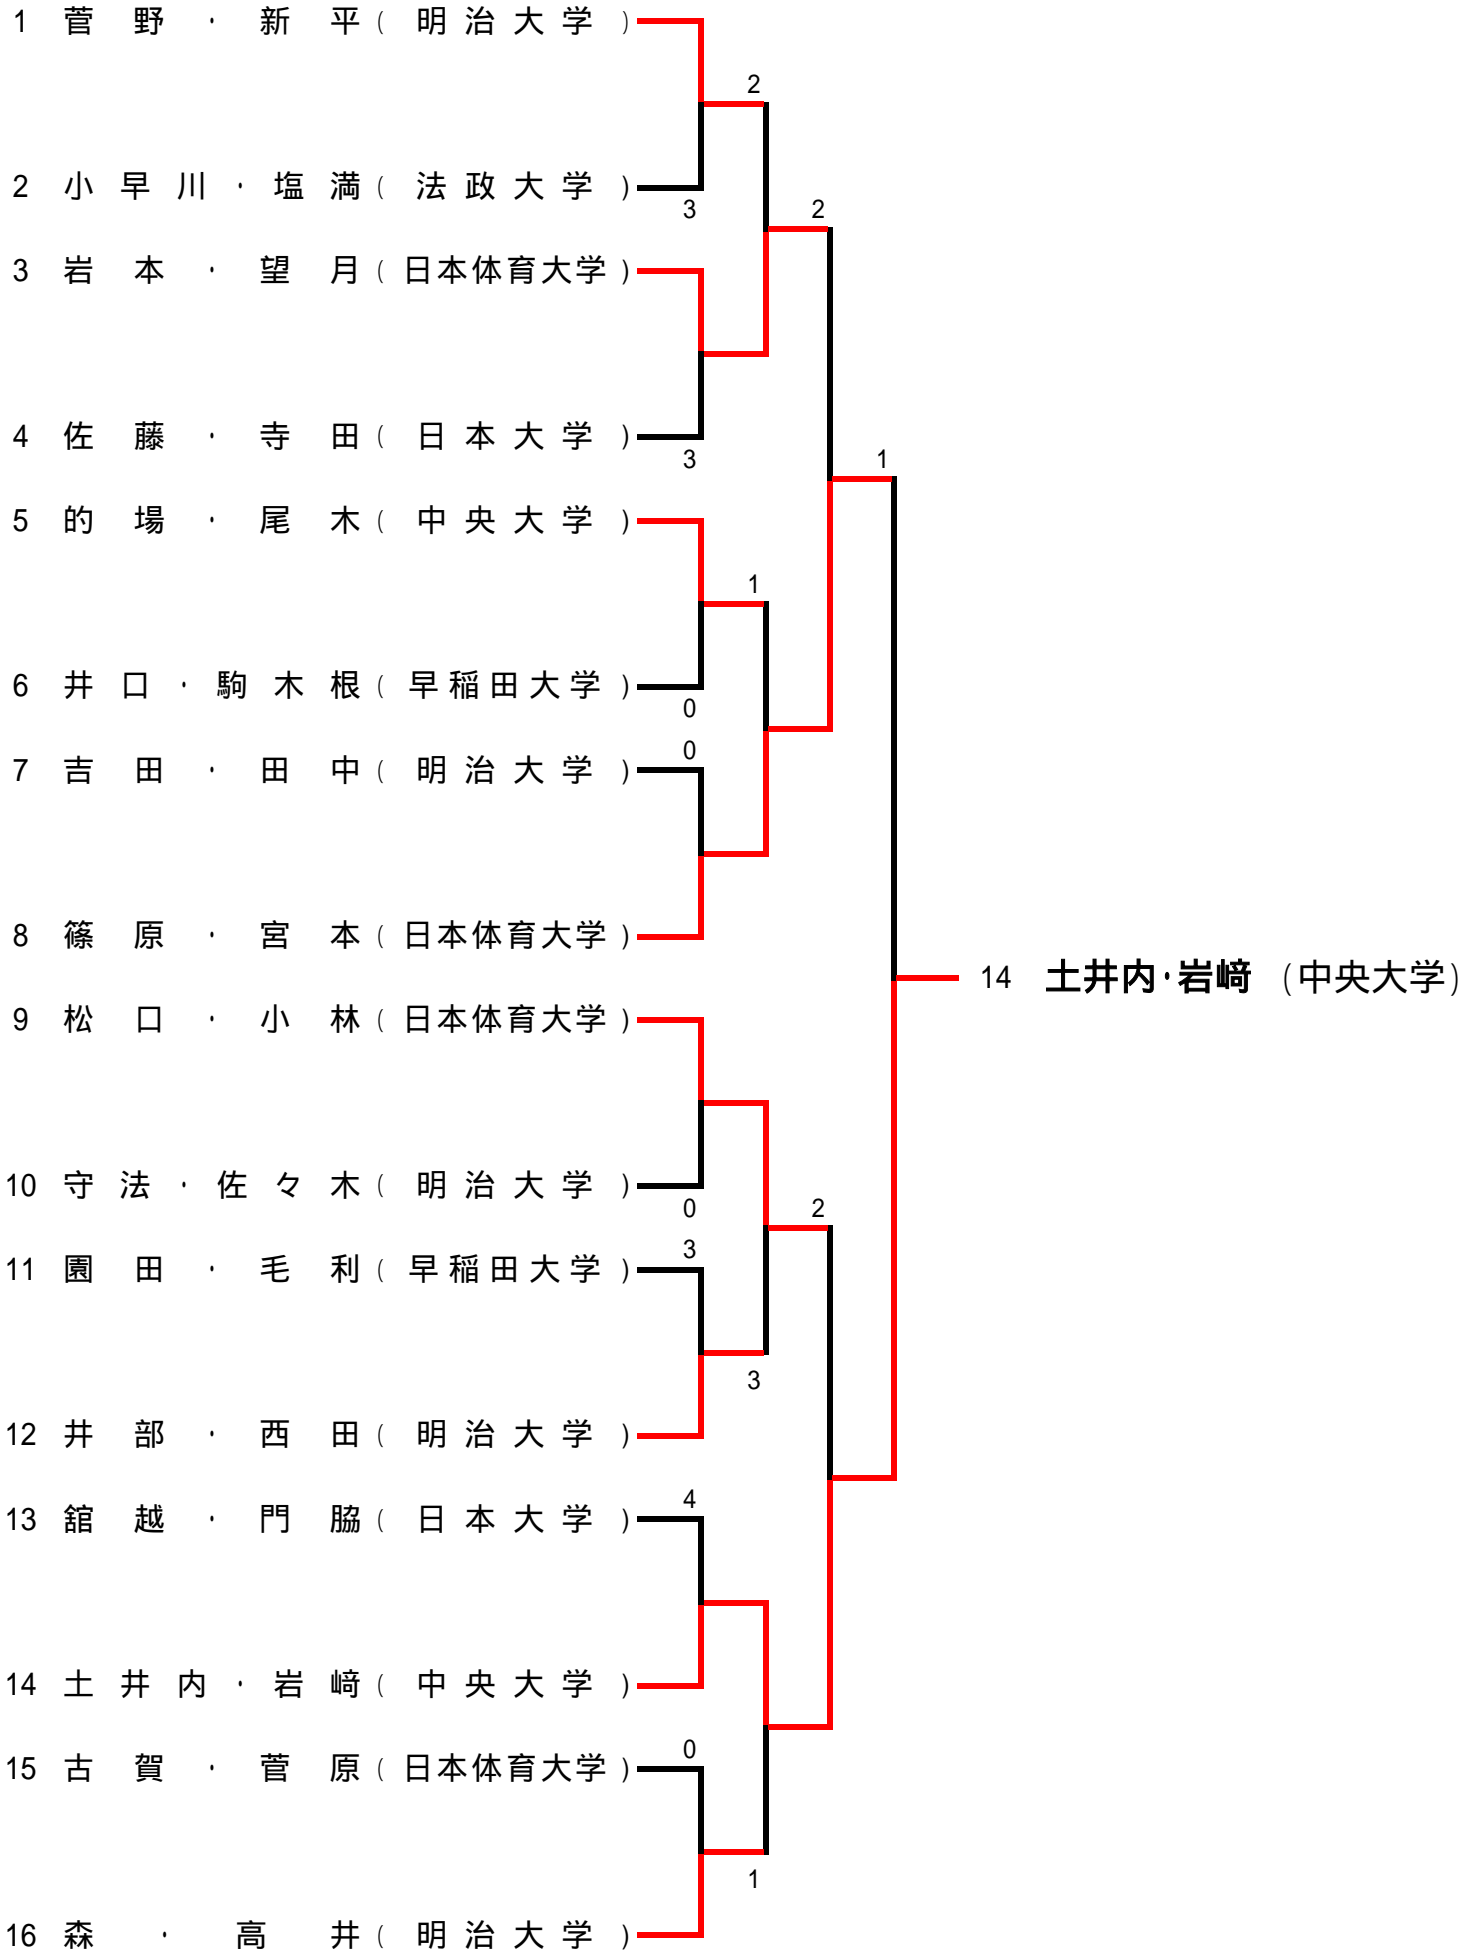 1 菅野・新平(明治大学)
2
2 小早川・塩満(法政大学)
3
2
3 岩本・望月(日本体育大学)
4 佐藤・寺田(日本大学)
3
1
5 的場・尾木(中央大学)
1
6 井口・駒木根(早稲田大学)
0
0
7 吉田・田中(明治大学)
8 篠原・宮本(日本体育大学)
14 土井内・岩﨑 (中央大学)
9 松口・小林(日本体育大学)
10 守法・佐々木(明治大学)
0
2
3
11 園田・毛利(早稲田大学)
3
12 井部・西田(明治大学)
4
13 舘越・門脇(日本大学)
14 土井内・岩﨑(中央大学)
0
15 古賀・菅原(日本体育大学)
1
16 森・高井(明治大学)